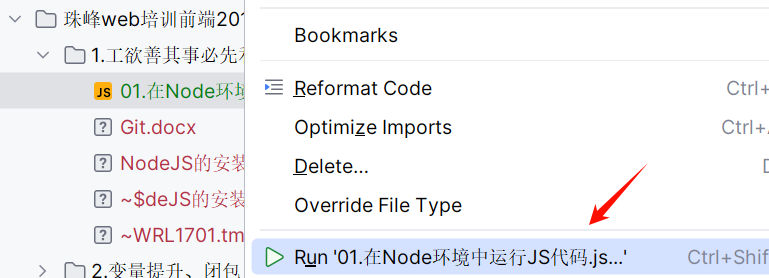 珠峰web培训前端201
1.工欲善其事必先利
JS 01.在Node环境
? Git.docx
? NodeJS的安装
? ~$deJS的安装
? ~WRL1701.tm
2.变量提升、闭包
Bookmarks
Reformat Code Ctrl+
Optimize Imports Ctrl+A
Delete... D
Override File Type
Run '01.在Node环境中运行JS代码.js...' Ctrl+Shif